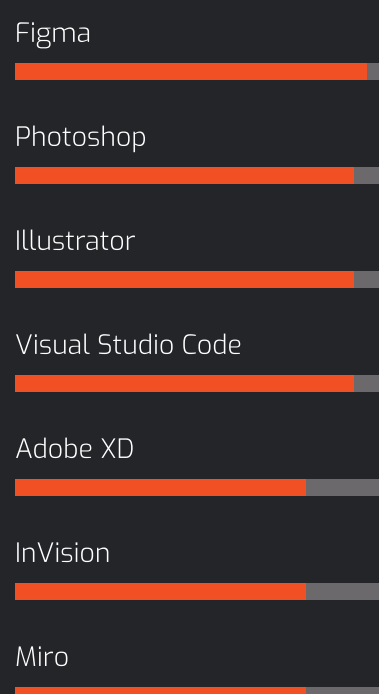 Figma
Photoshop
Illustrator
Visual Studio Code
Adobe XD
InVision
Miro